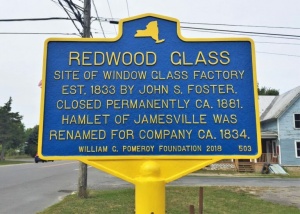 REDWOOD GLASS
SITE OF WINDOW GLASS FACTORY
EST. 1833 BY JOHN S. FOSTER.
CLOSED PERMANENTLY CA. 1881.
HAMLET OF JAMESVILLE WAS
RENAMED FOR COMPANY CA. 1834.
WILLIAM G. POMEROY FOUNDATION 2018 503